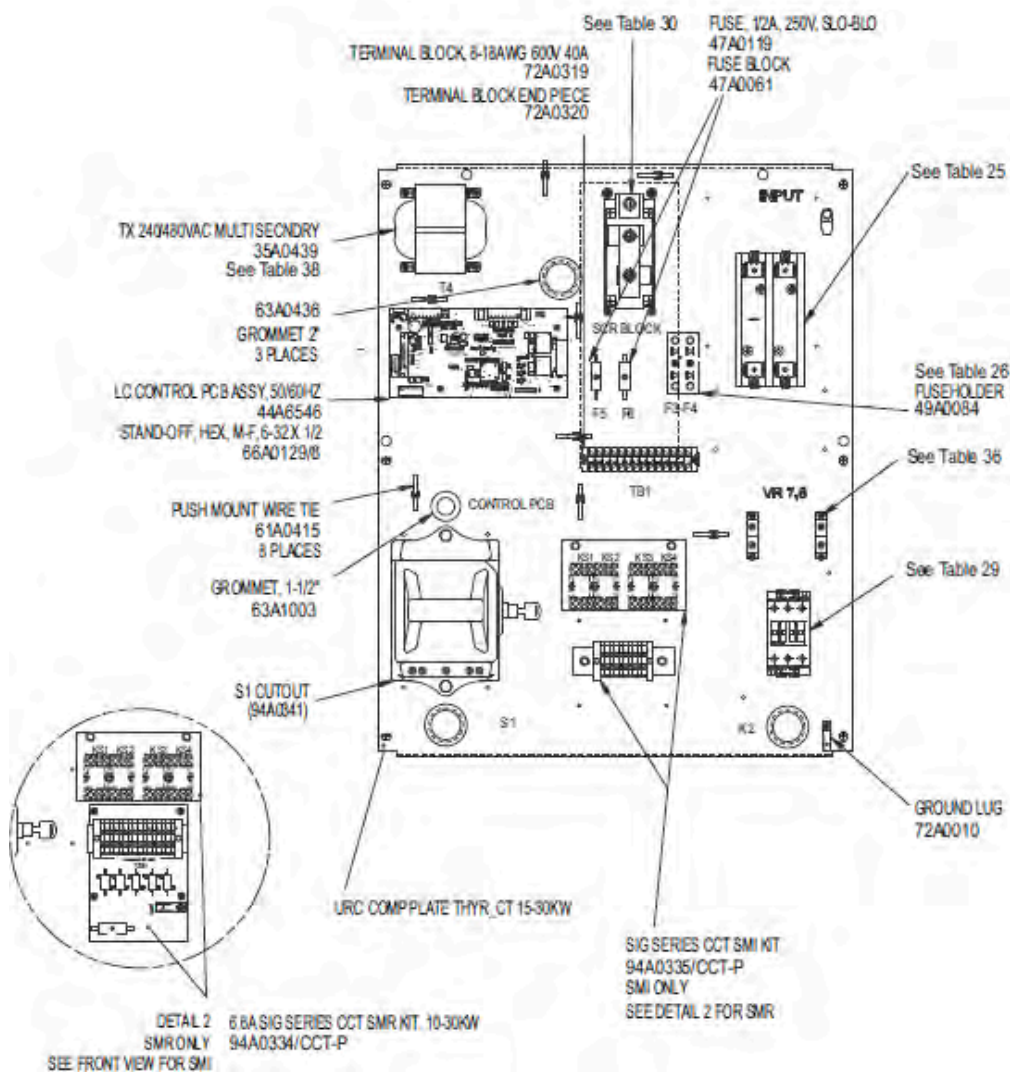 See Table 30
FUSE, 1/2A, 250V, SLO-BLO
47A0119
FUSE BLOCK
47A0061
TERMINAL BLOCK, 8-18AWG 600V 40A
72A0319
TERMINAL BLOCK END PIECE
72A0320
See Table 25
INPUT
TX 240/480VAC MULTI SECNDRY
35A0439
See Table 38
T4
63A0436
GROMMET 2"
3 PLACES
SCR BLOCK
LC CONTROL PCB ASSY, 50/60HZ
44A6546
STAND-OFF, HEX, M-F, 6-32 X 1/2
66A0129/8
F5
F3-F4
See Table 26
FUSEHOLDER
49A0084
See Table 36
TB1
VR 7,8
PUSH MOUNT WIRE TIE
61A0415
8 PLACES
CONTROL PCB
GROMMET, 1-1/2"
63A1003
KS1 KS2 KS3 KS4
See Table 29
S1 CUTOUT
(94A0341)
S1
K2
GROUND LUG
72A0010
KS1
URC COMP PLATE THYR_CT 15-30KW
SIG SERIES CCT SMI KIT
94A0335/CCT-P
SMI ONLY
SEE DETAIL 2 FOR SMR
DETAIL 2
SMR ONLY
SEE FRONT VIEW FOR SMI
6.6A SIG SERIES CCT SMR KIT. 10-30KW
94A0334/CCT-P